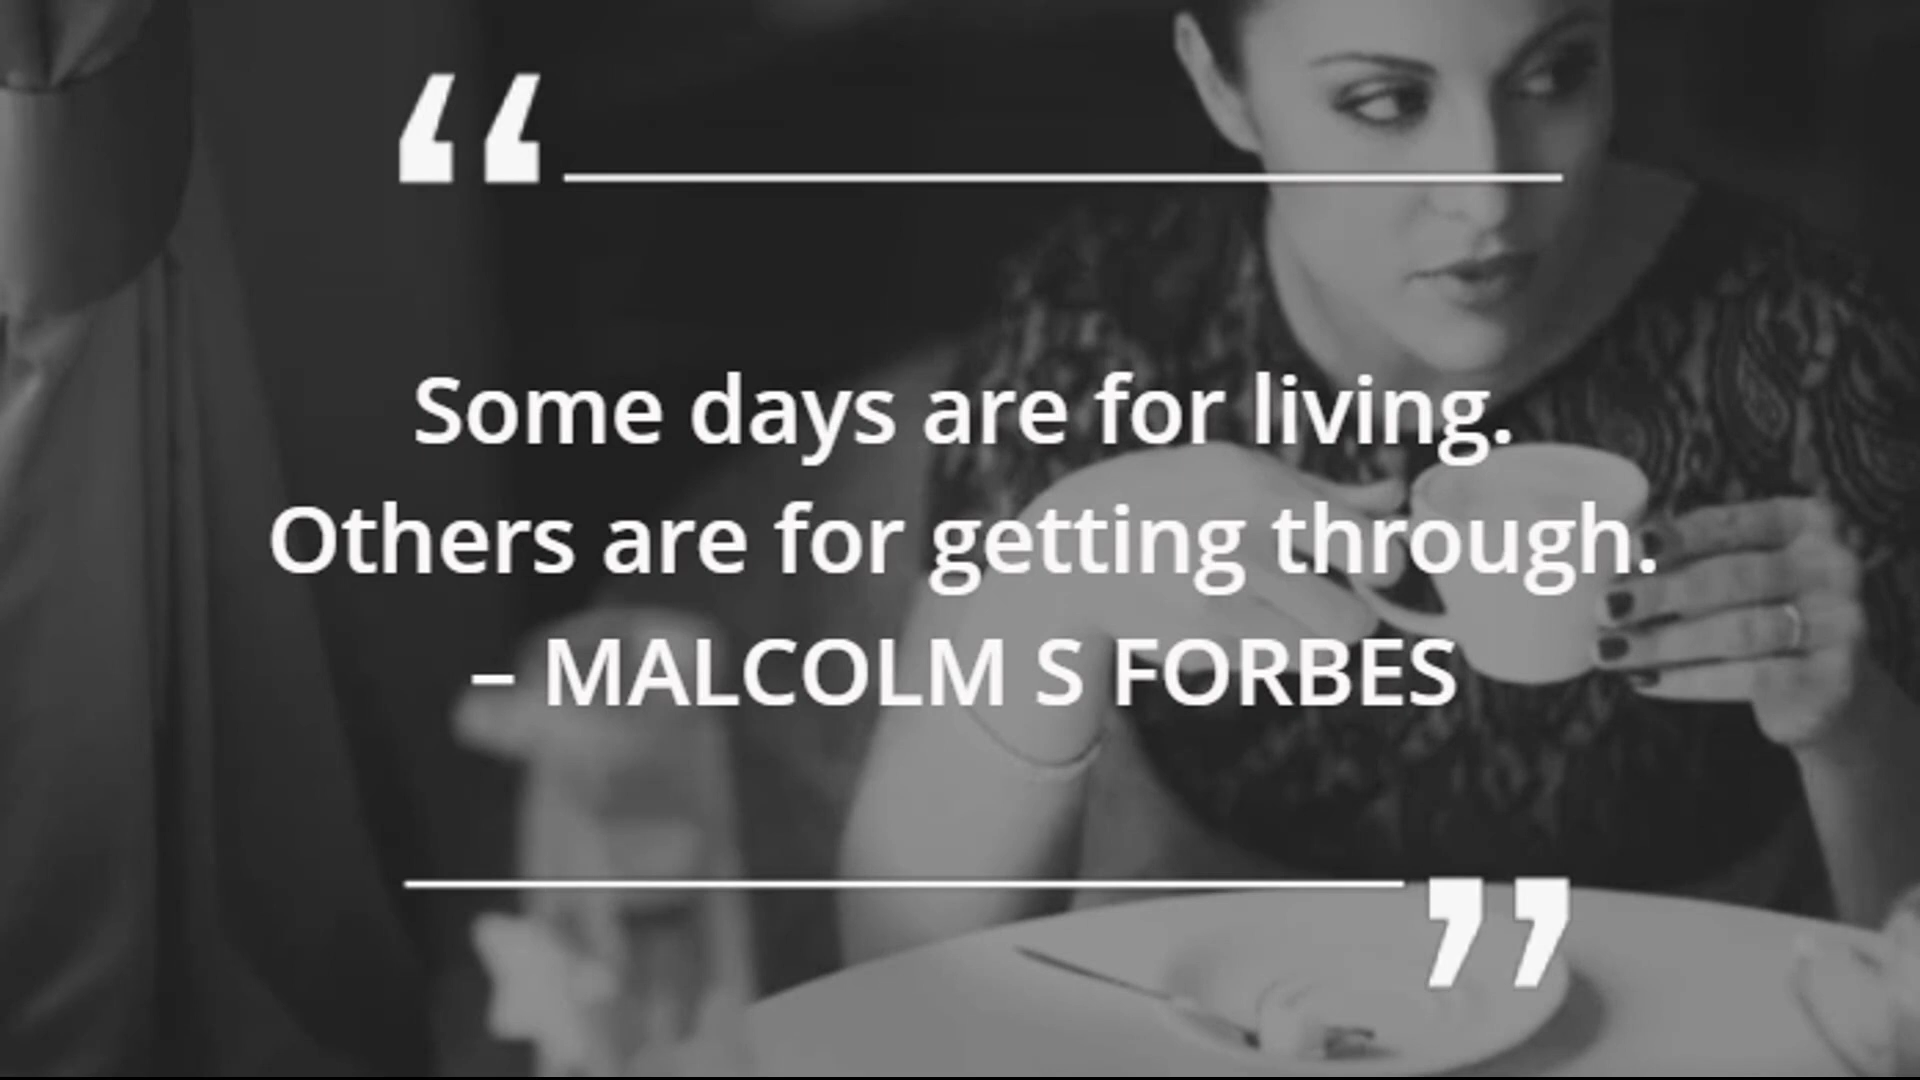 “
Some days are for living.
Others are for getting through.
– MALCOLM S FORBES
”